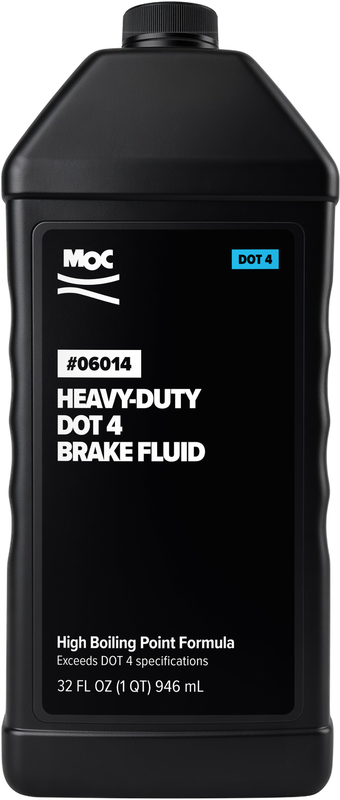 MOC
DOT 4
#06014
HEAVY-DUTY
DOT 4
BRAKE FLUID
High Boiling Point Formula
Exceeds DOT 4 specifications
32 FL OZ (1 QT) 946 mL